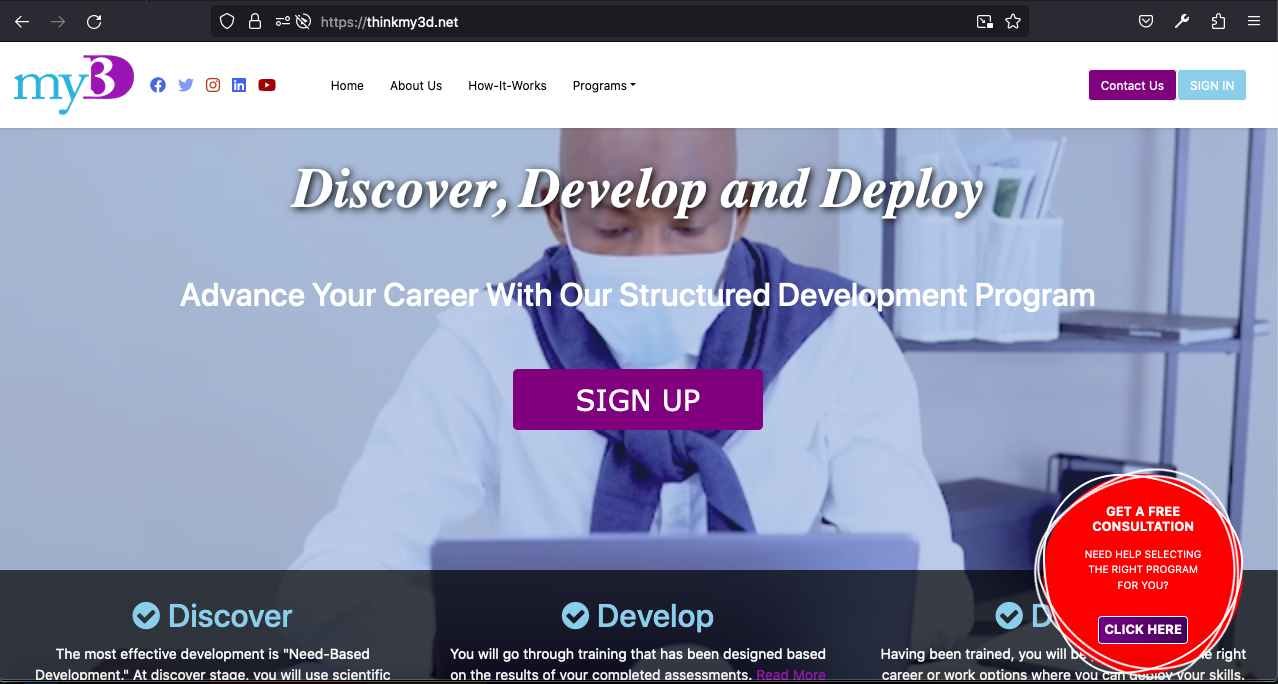 https://thinkmy3d.net
my3D
Home
About Us
How-It-Works
Programs
Contact Us
SIGN IN
Discover, Develop and Deploy
Advance Your Career With Our Structured Development Program
SIGN UP
Discover
The most effective development is "Need-Based
Development." At discover stage, you will use scientific
Develop
You will go through training that has been designed based
on the results of your completed assessments. Read More
D
Having been trained, you will be the right
career or work options where you can deploy your skills.
GET A FREE
CONSULTATION
NEED HELP SELECTING
THE RIGHT PROGRAM
FOR YOU?
CLICK HERE